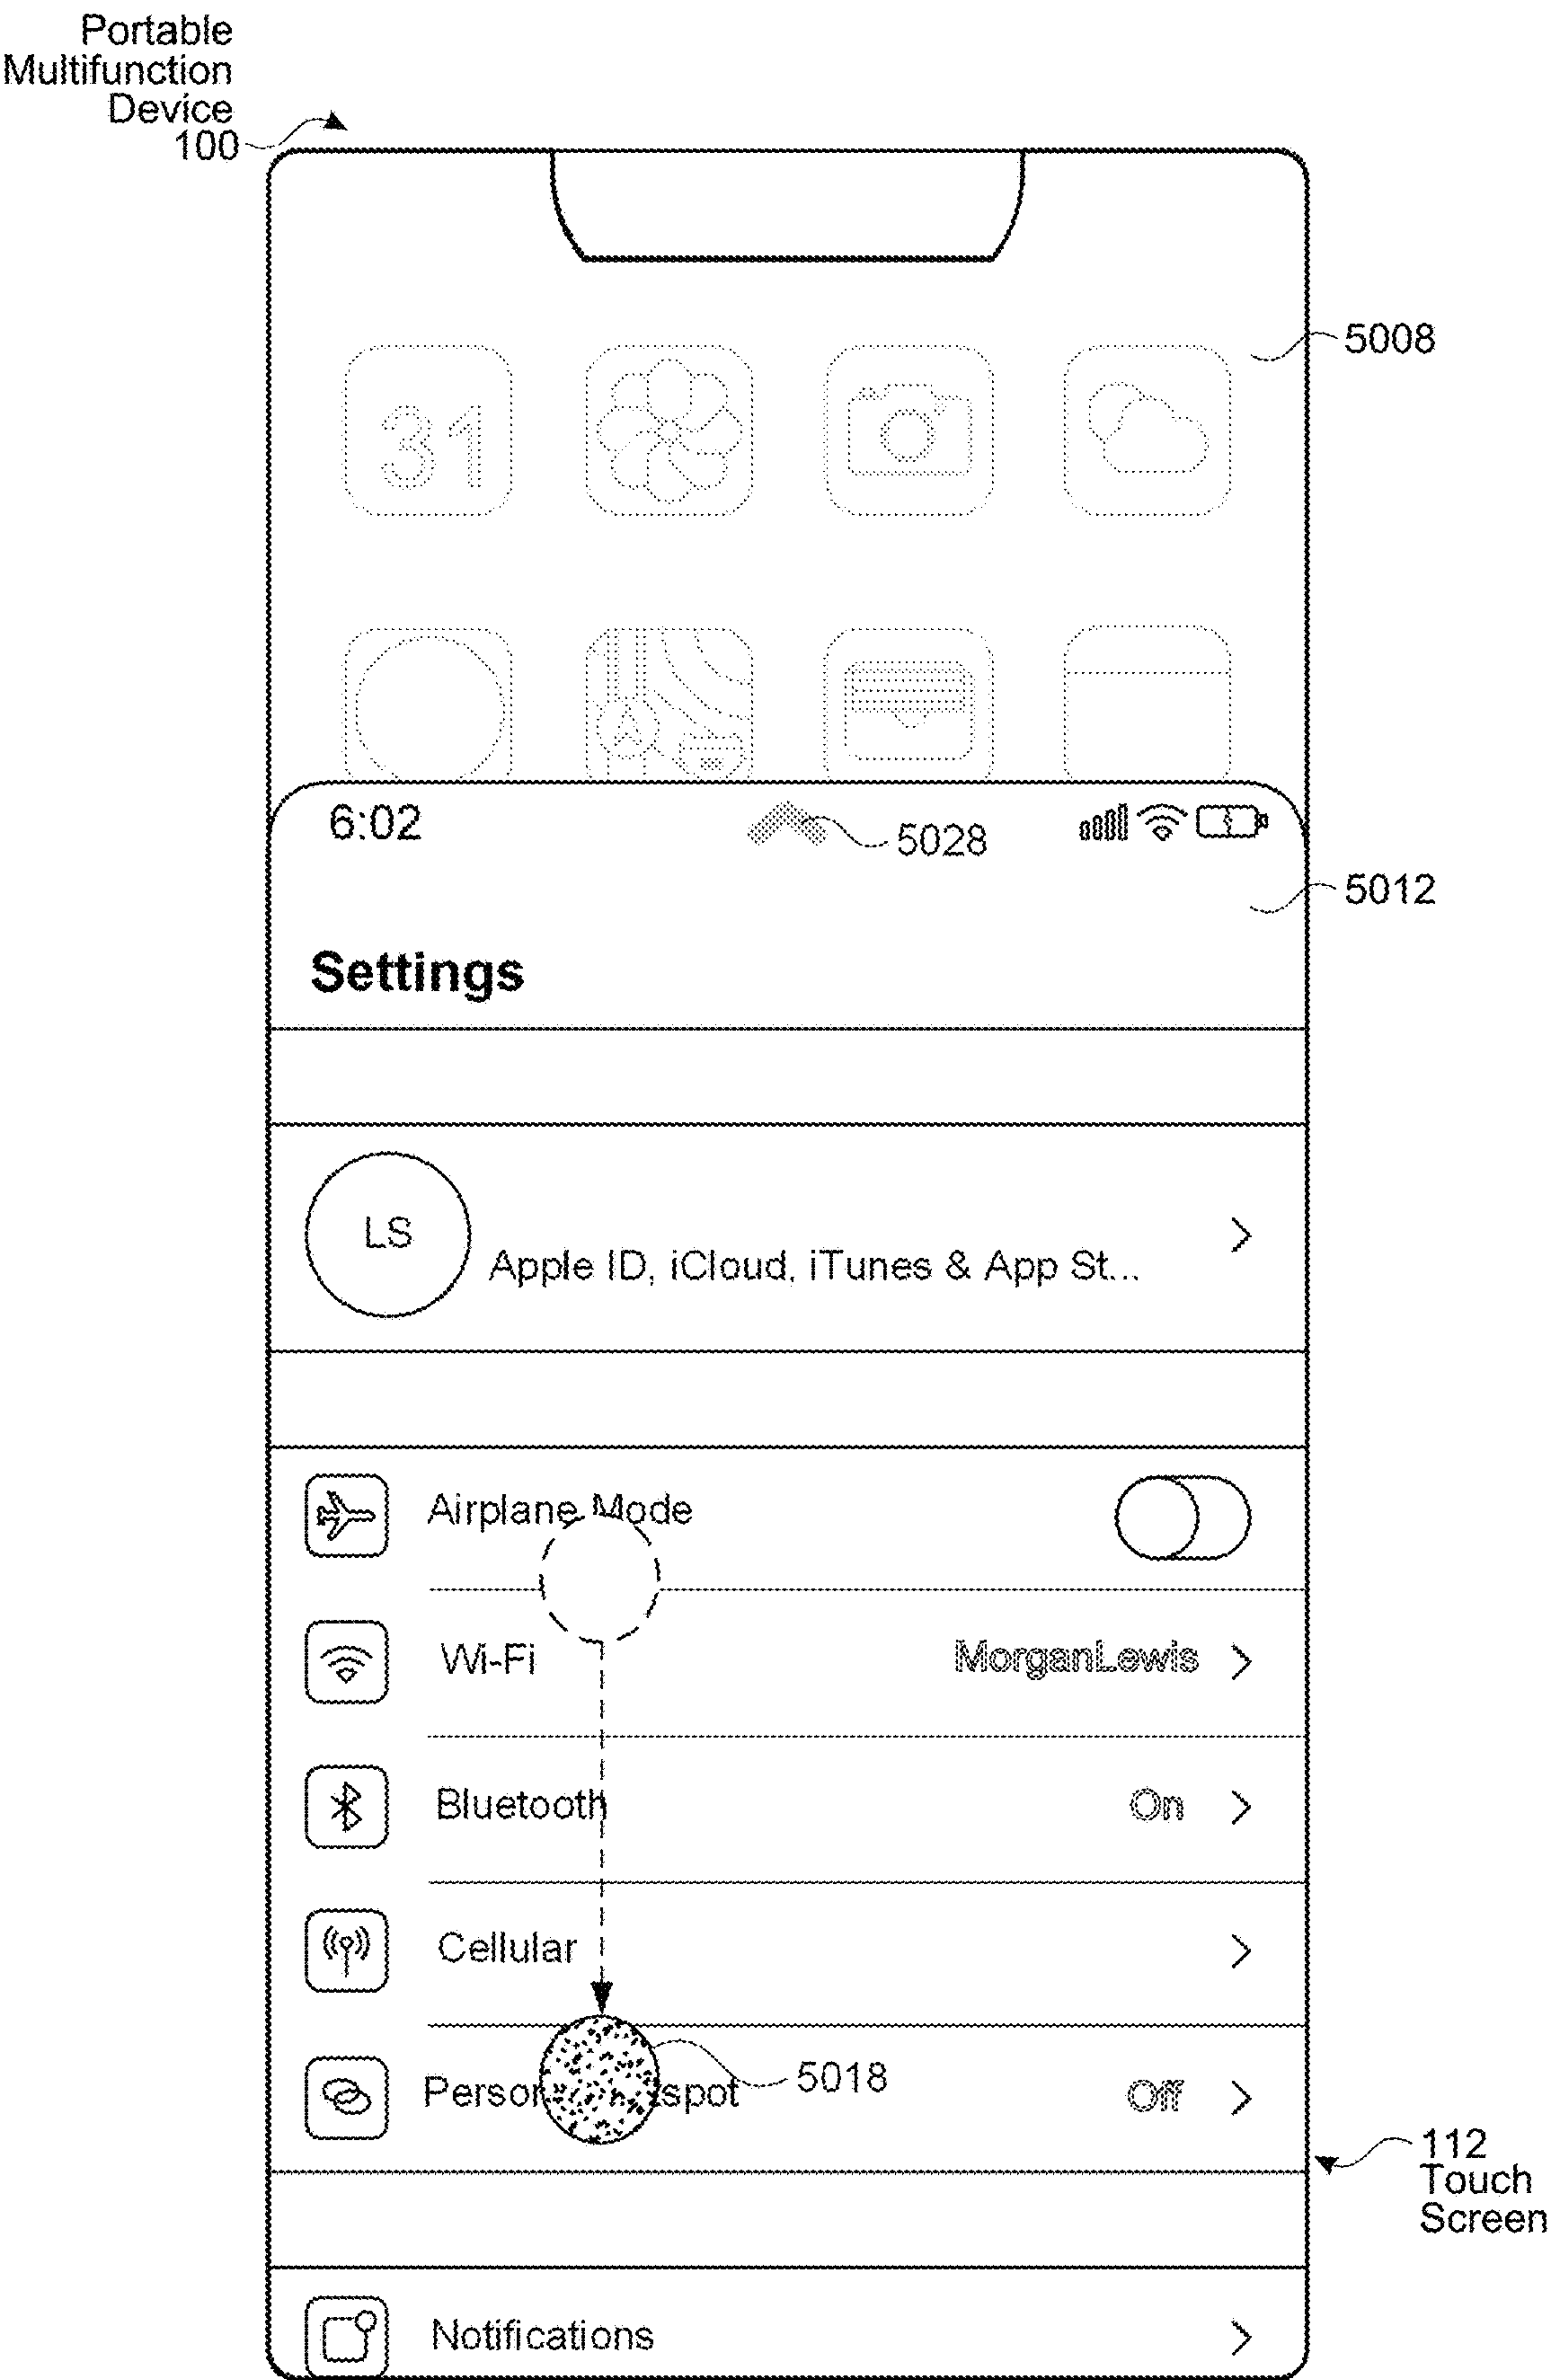 Portable
Multifunction
Device
100
5008
31
6:02
5028
5012
Settings
LS
Apple ID, iCloud, iTunes & App St...
Airplane Mode
Wi-Fi MorganLewis
Bluetooth On
Cellular
5018
Off
112
Touch
Screen
Notifications